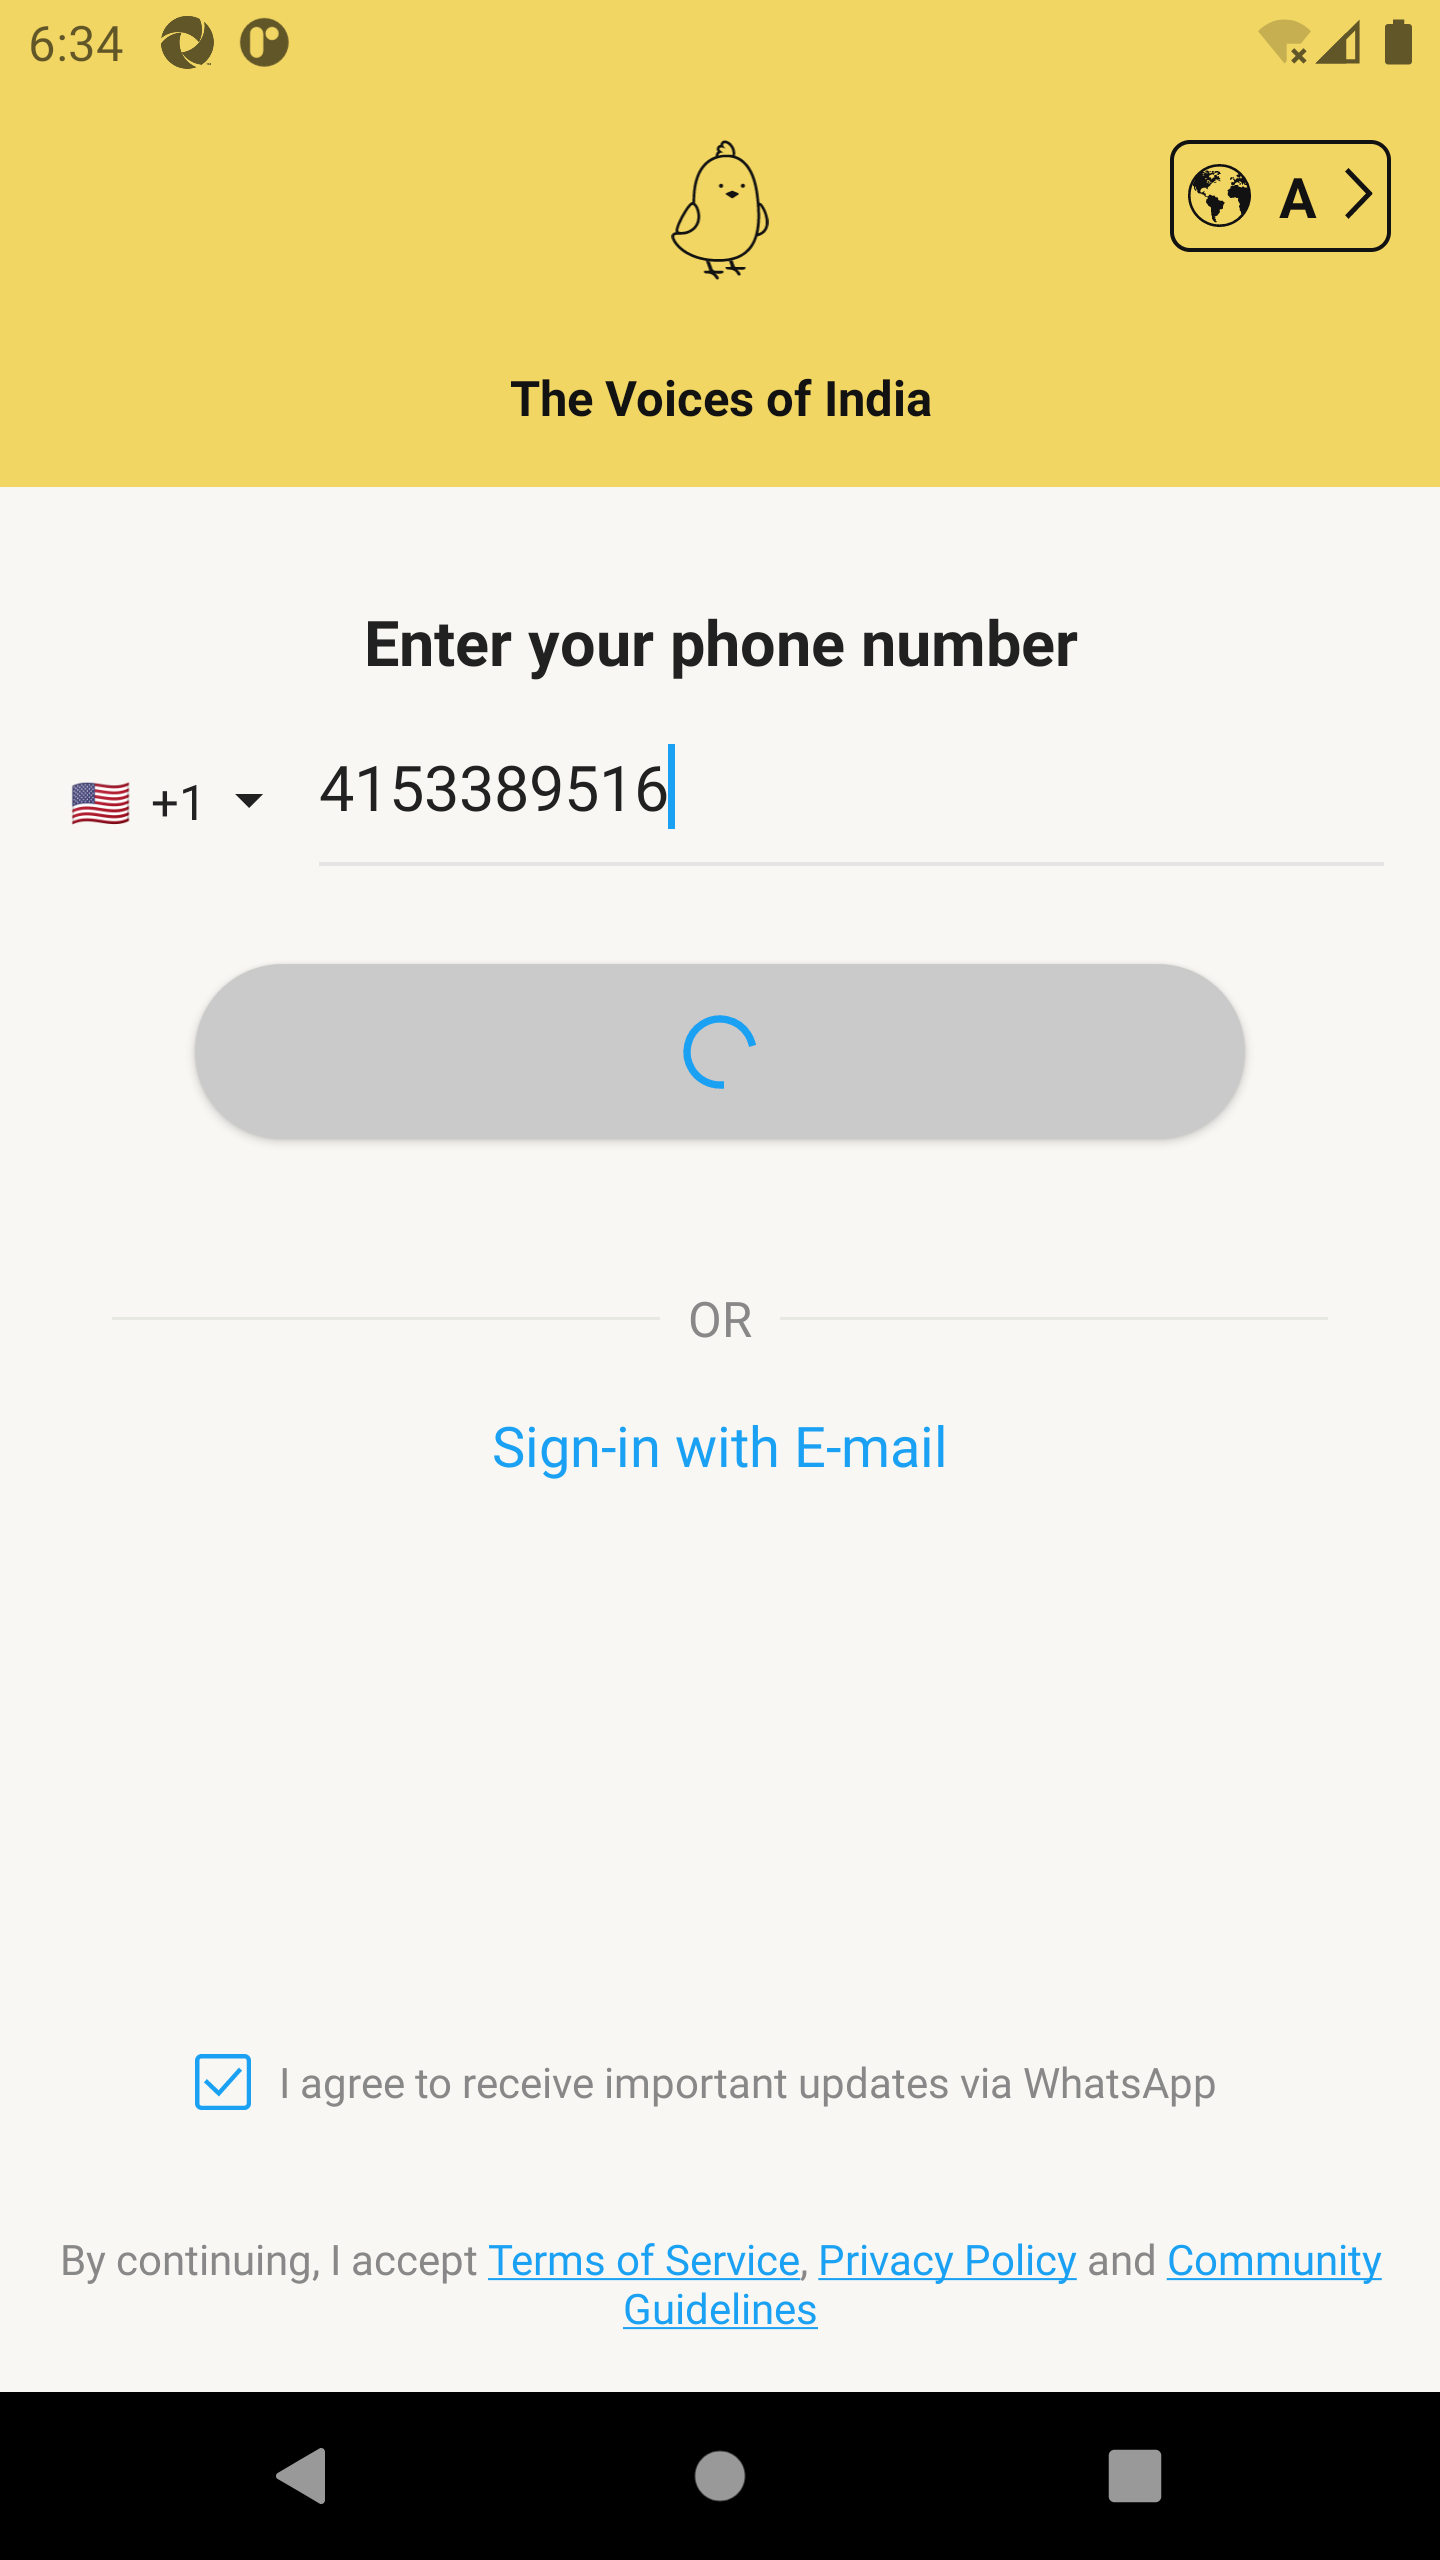 6:34
A
The Voices of India
Enter your phone number
+1
4153389516
OR
Sign-in with E-mail
I agree to receive important updates via WhatsApp
By continuing, I accept Terms of Service, Privacy Policy and Community
Guidelines